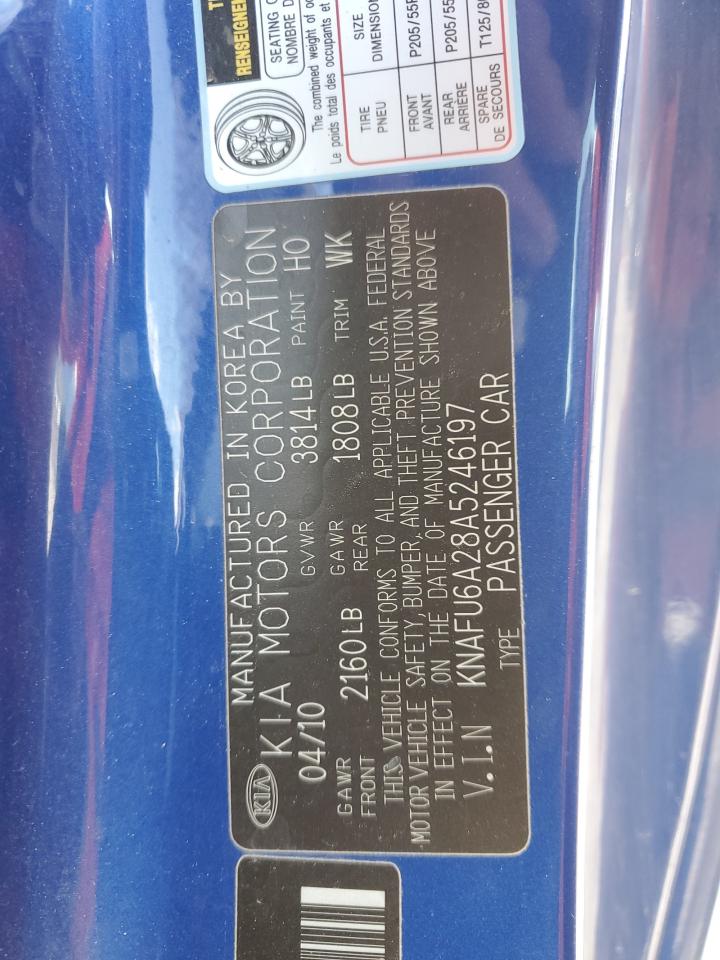 MANUFACTURED IN KOREA BY
KIA KIA MOTORS CORPORATION
04/10 GVWR 3814LB PAINT HO
GAWR FRONT 2160LB GAWR REAR 1808LB TRIM WK
THIS VEHICLE CONFORMS TO ALL APPLICABLE U.S.A. FEDERAL
MOTOR VEHICLE SAFETY, BUMPER, AND THEFT PREVENTION STANDARDS
IN EFFECT ON THE DATE OF MANUFACTURE SHOWN ABOVE
V.I.N KNAFU6A28A5246197
TYPE PASSENGER CAR
RENSEIGNE
SEATING
NOMBRE
The combined weight of
Le poids total des occupants et
TIRE SIZE
PNEU DIMENSION
FRONT P205/55
AVANT
REAR P205/55
ARRIÈRE
SPARE T125/8
DE SECOURS